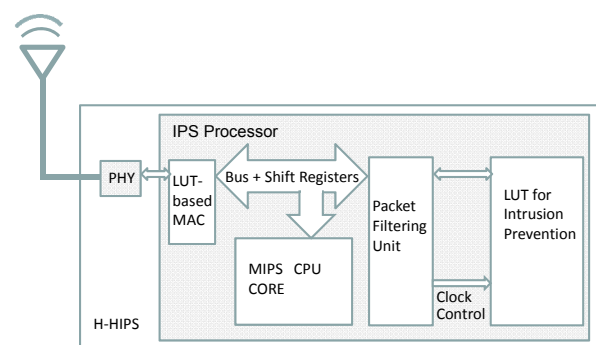 IPS Processor
PHY
LUT-
based
MAC
Bus + Shift Registers
Packet
Filtering
Unit
LUT for
Intrusion
Prevention
MIPS CPU
CORE
Clock
Control
H-HIPS